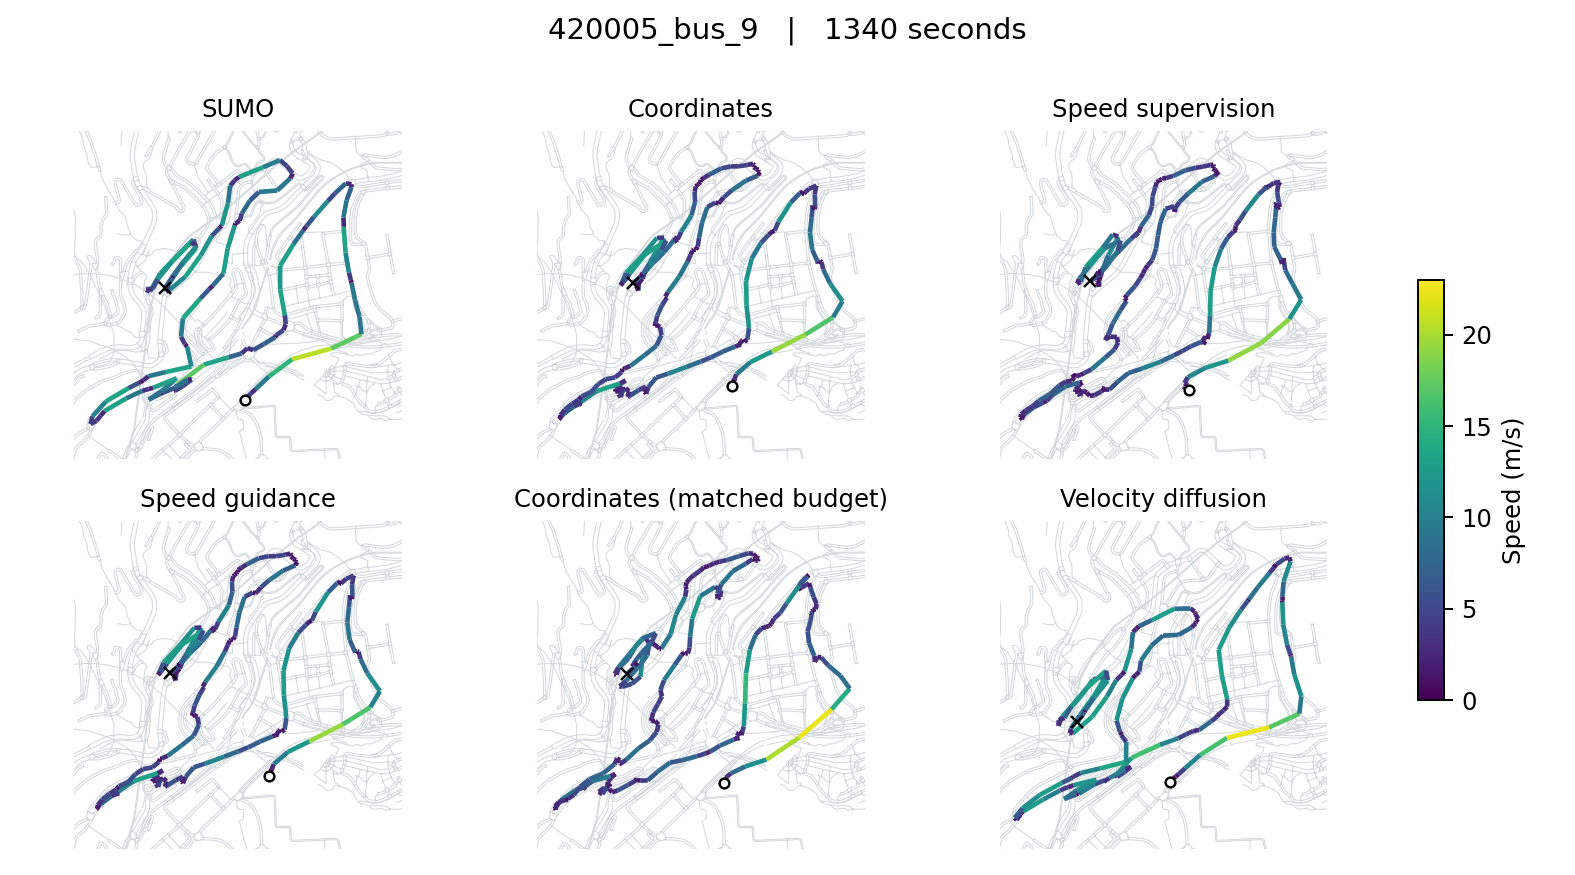 420005_bus_9 | 1340 seconds
SUMO
Coordinates
Speed supervision
Speed guidance
Coordinates (matched budget)
Velocity diffusion
20
15
10
5
0
Speed (m/s)